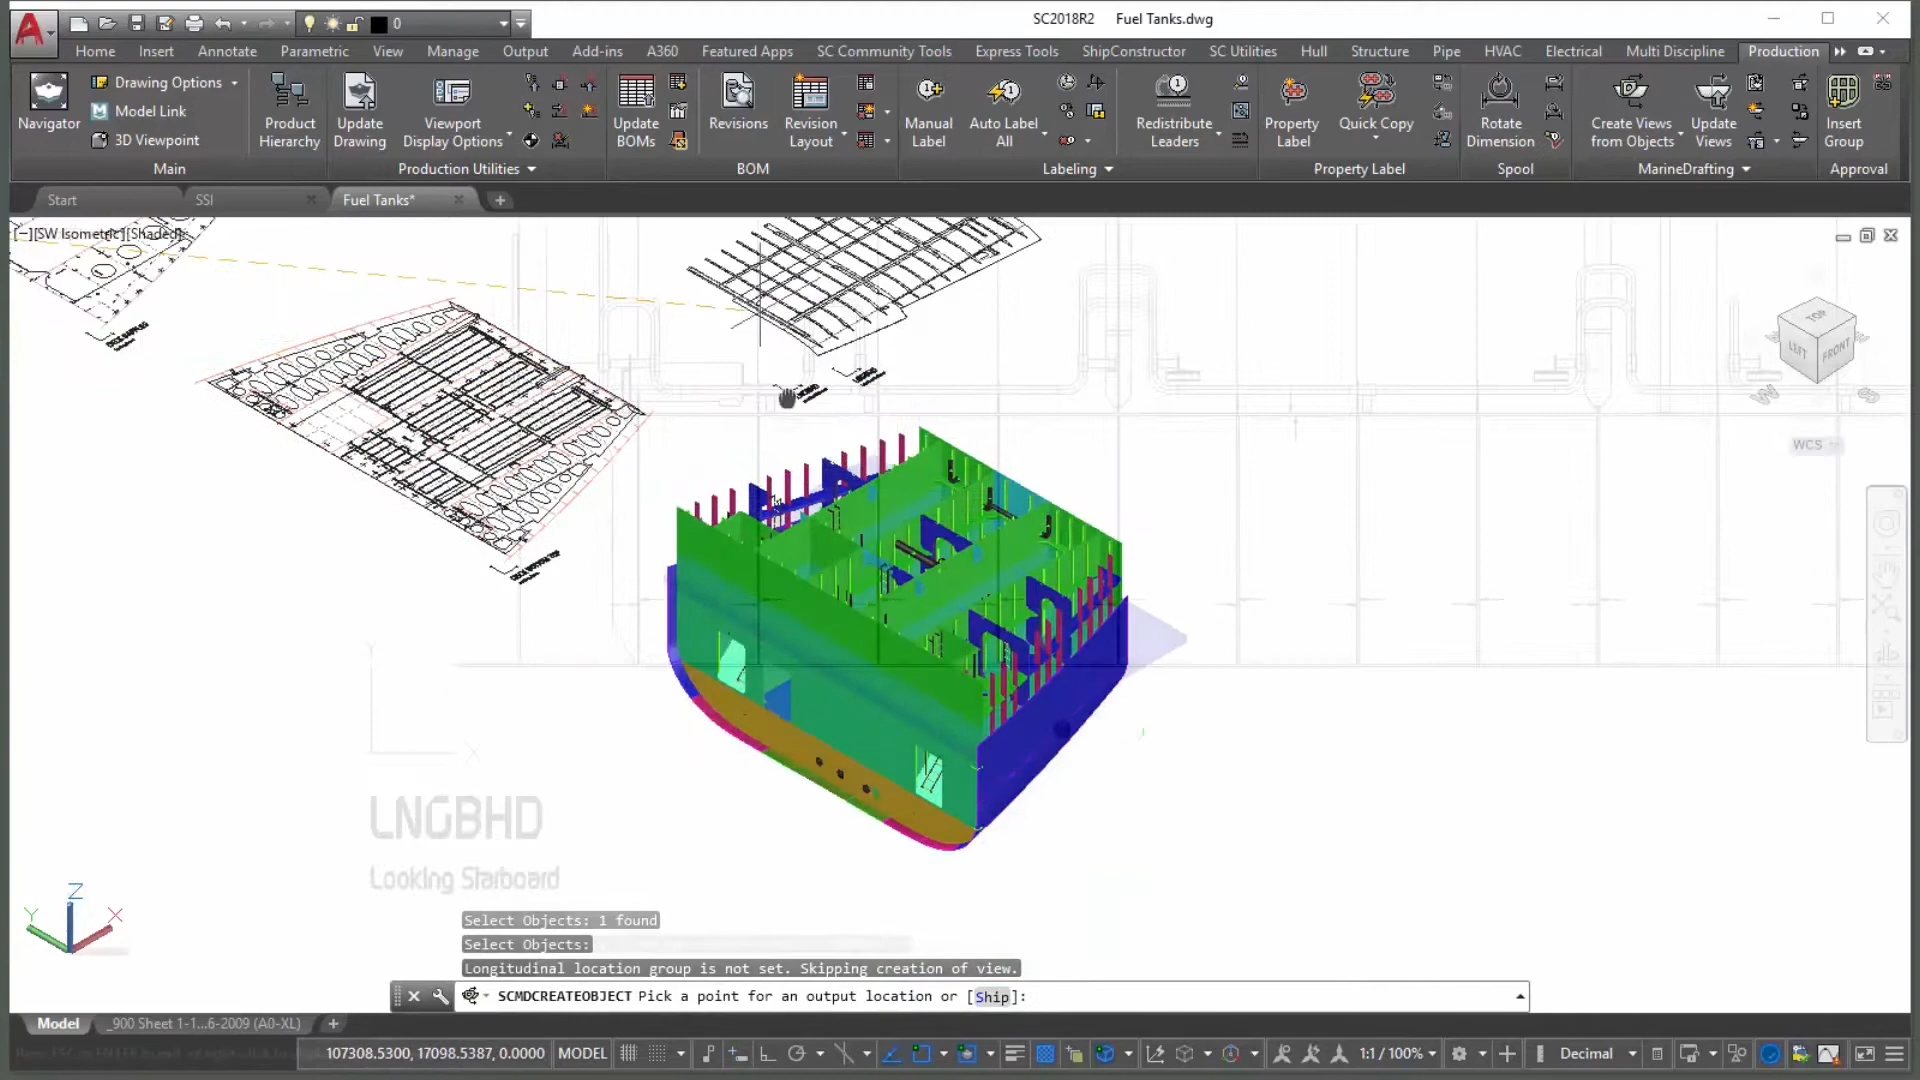 SC2018R2 Fuel Tanks.dwg
0
Home Insert Annotate Parametric View Manage Output Add-ins A360 Featured Apps SC Community Tools Express Tools ShipConstructor SC Utilities Hull Structure Pipe HVAC Electrical Multi Discipline Production
Navigator
Drawing Options
Model Link
3D Viewpoint
Product
Hierarchy
Update
Drawing
Viewport
Display Options
Update
BOMs
Revisions
Revision
Layout
Manual
Label
Auto Label
All
Redistribute
Leaders
Property
Label
Quick Copy
Rotate
Dimension
Create Views
from Objects
Update
Views
Insert
Group
Main Production Utilities BOM Labeling Property Label Spool MarineDrafting Approval
Start SSI Fuel Tanks*
[−][SW Isometric][Shaded]
TOP
LEFT FRONT
W S
WCS
LNGBHD
Looking Starboard
Z
Y X
Select Objects: 1 found
Select Objects:
Longitudinal location group is not set. Skipping creation of view.
SCMDCREATEOBJECT Pick a point for an output location or [Ship]:
Model _900 Sheet 1-1...6-2009 (A0-XL)
107308.5300, 17098.5387, 0.0000 MODEL 1:1 / 100% Decimal